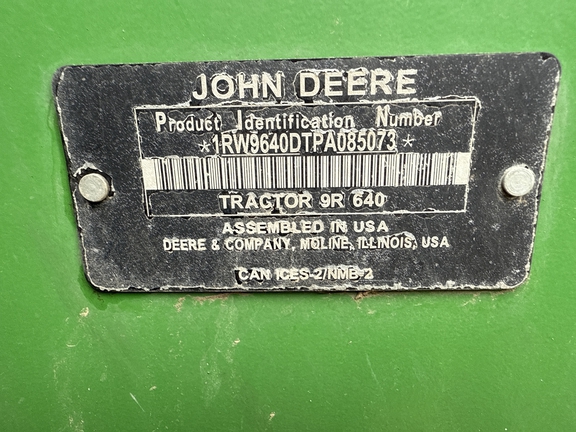 JOHN DEERE
Product Identification Number
*1RW9640DTPA085073*
TRACTOR 9R 640
ASSEMBLED IN USA
DEERE & COMPANY, MOLINE, ILLINOIS, USA
CAN ICES-2/NMB-2